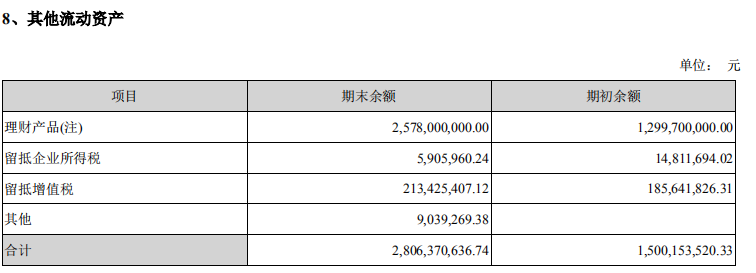 8、其他流动资产
单位： 元
项目 期末余额 期初余额
理财产品(注) 2,578,000,000.00 1,299,700,000.00
留抵企业所得税 5,905,960.24 14,811,694.02
留抵增值税 213,425,407.12 185,641,826.31
其他 9,039,269.38
合计 2,806,370,636.74 1,500,153,520.33